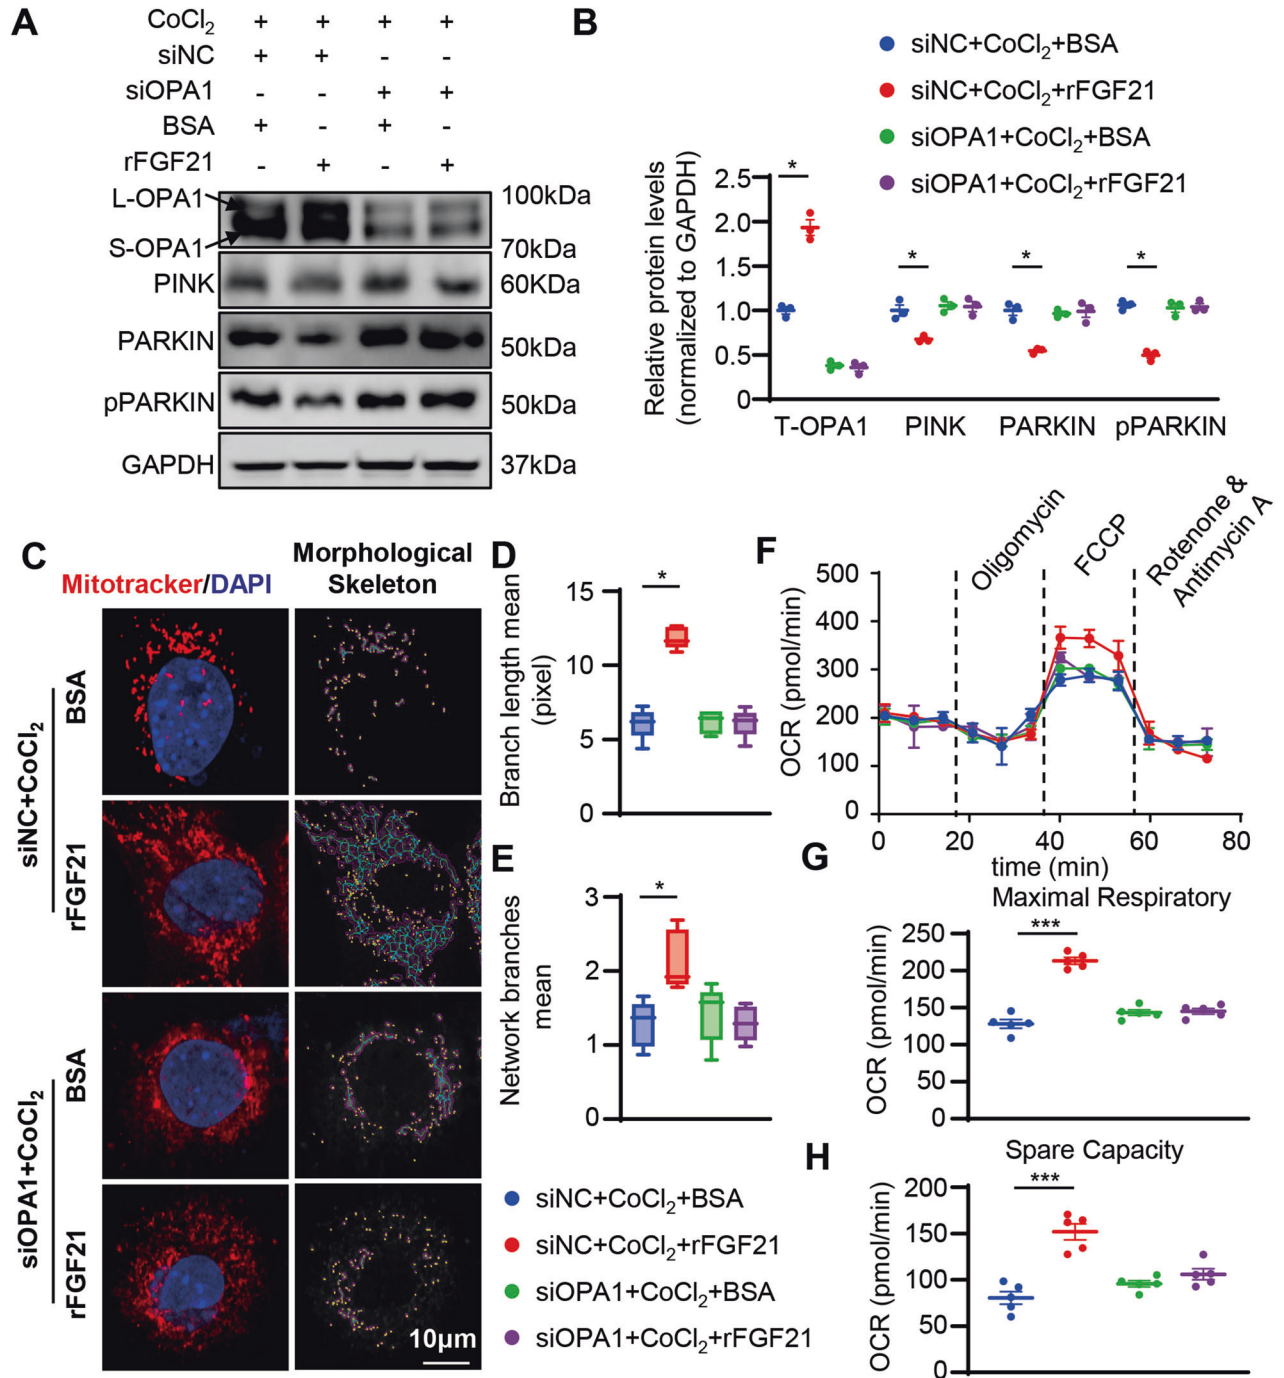 A
CoCl2 + + + +
siNC + + - -
siOPA1 - - + +
BSA + - + -
rFGF21 - + - +
L-OPA1
S-OPA1
100kDa
70kDa
PINK 60KDa
PARKIN 50kDa
pPARKIN 50kDa
GAPDH 37kDa
B
siNC+CoCl2+BSA
siNC+CoCl2+rFGF21
siOPA1+CoCl2+BSA
siOPA1+CoCl2+rFGF21
Relative protein levels
(normalized to GAPDH)
2.5
2.0
1.5
1.0
0.5
0
* * * *
T-OPA1 PINK PARKIN pPARKIN
C
Mitotracker/DAPI
Morphological
Skeleton
siNC+CoCl2
BSA
rFGF21
siOPA1+CoCl2
BSA
rFGF21
10μm
D
Branch length mean
(pixel)
15
10
5
0
*
E
Network branches
mean
3
2
1
0
*
siNC+CoCl2+BSA
siNC+CoCl2+rFGF21
siOPA1+CoCl2+BSA
siOPA1+CoCl2+rFGF21
F
Oligomycin
FCCP
Rotenone &
Antimycin A
OCR (pmol/min)
500
400
300
200
100
0
0 20 40 60 80
time (min)
G
Maximal Respiratory
OCR (pmol/min)
250
200
150
100
50
0
***
H
Spare Capacity
OCR (pmol/min)
200
150
100
50
0
***